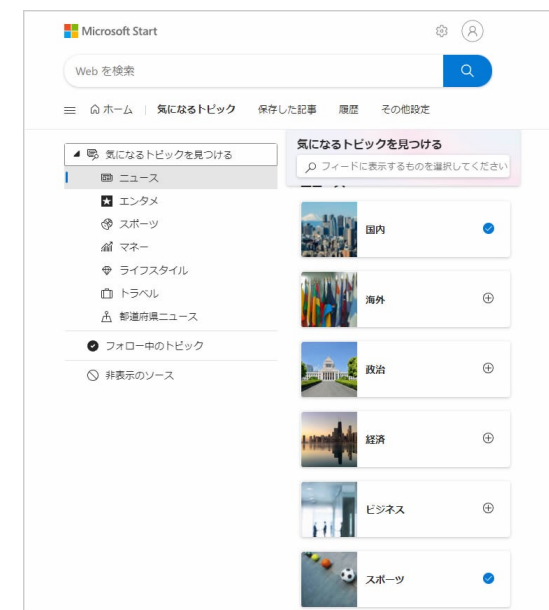 Microsoft Start
Web を検索
ホーム | 気になるトピック 保存した記事 履歴 その他設定
気になるトピックを見つける
ニュース
エンタメ
スポーツ
マネー
ライフスタイル
トラベル
都道府県ニュース
フォロー中のトピック
非表示のソース
気になるトピックを見つける
フィードに表示するものを選択してください
国内
海外
政治
経済
ビジネス
スポーツ